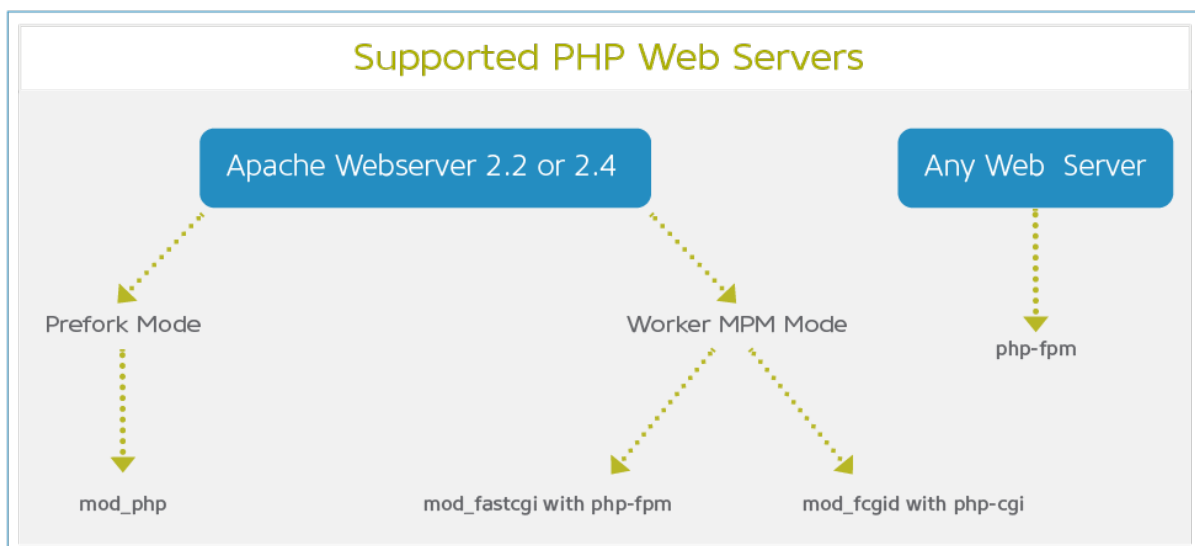 Supported PHP Web Servers
Apache Webserver 2.2 or 2.4
Any Web Server
Prefork Mode
Worker MPM Mode
php-fpm
mod_php
mod_fastcgi with php-fpm
mod_fcgid with php-cgi